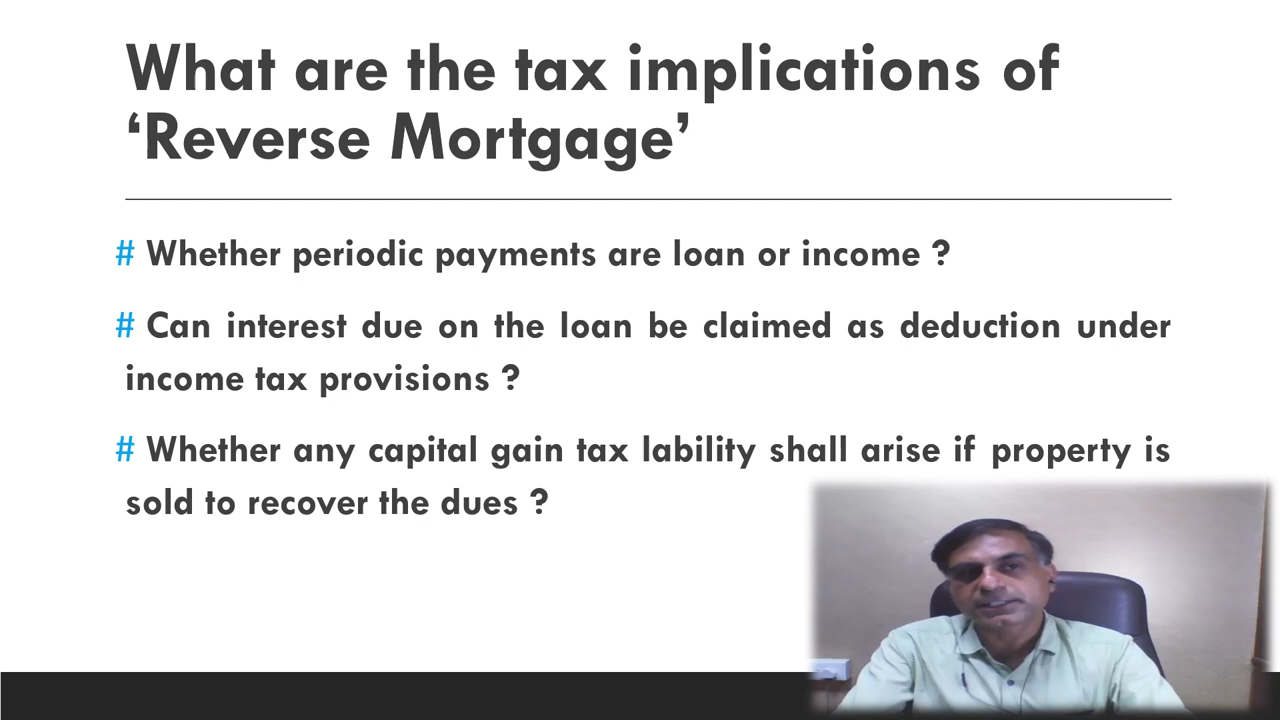 What are the tax implications of
‘Reverse Mortgage’
# Whether periodic payments are loan or income ?
# Can interest due on the loan be claimed as deduction under
income tax provisions ?
# Whether any capital gain tax lability shall arise if property is
sold to recover the dues ?